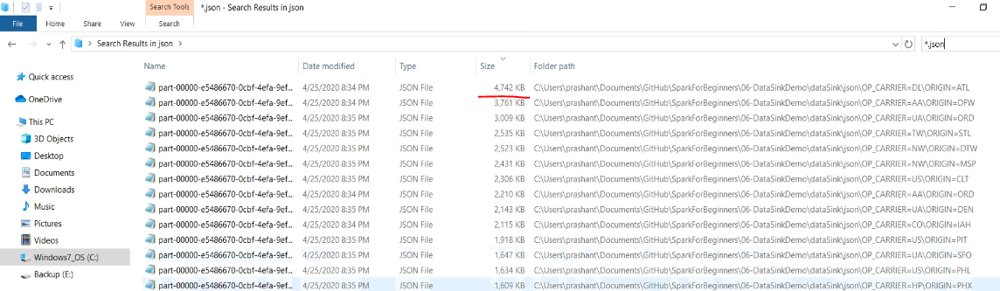 Search Tools *.json - Search Results in json
File Home Share View Search
Search Results in json *.json
Name Date modified Type Size Folder path
Quick access
OneDrive
This PC
3D Objects
Desktop
Documents
Downloads
Music
Pictures
Videos
Windows7_OS (C:)
Backup (E:)
part-00000-e5486670-0cbf-4efa-9ef... 4/25/2020 8:34 PM JSON File 4,742 KB C:\Users\prashant\Documents\GitHub\SparkForBeginners\06-DataSinkDemo\dataSink\json\OP_CARRIER=DL\ORIGIN=ATL
part-00000-e5486670-0cbf-4efa-9ef... 4/25/2020 8:34 PM JSON File 3,761 KB C:\Users\prashant\Documents\GitHub\SparkForBeginners\06-DataSinkDemo\dataSink\json\OP_CARRIER=AA\ORIGIN=DFW
part-00000-e5486670-0cbf-4efa-9ef... 4/25/2020 8:35 PM JSON File 3,009 KB C:\Users\prashant\Documents\GitHub\SparkForBeginners\06-DataSinkDemo\dataSink\json\OP_CARRIER=UA\ORIGIN=ORD
part-00000-e5486670-0cbf-4efa-9ef... 4/25/2020 8:35 PM JSON File 2,535 KB C:\Users\prashant\Documents\GitHub\SparkForBeginners\06-DataSinkDemo\dataSink\json\OP_CARRIER=TW\ORIGIN=STL
part-00000-e5486670-0cbf-4efa-9ef... 4/25/2020 8:35 PM JSON File 2,523 KB C:\Users\prashant\Documents\GitHub\SparkForBeginners\06-DataSinkDemo\dataSink\json\OP_CARRIER=NW\ORIGIN=DTW
part-00000-e5486670-0cbf-4efa-9ef... 4/25/2020 8:35 PM JSON File 2,431 KB C:\Users\prashant\Documents\GitHub\SparkForBeginners\06-DataSinkDemo\dataSink\json\OP_CARRIER=NW\ORIGIN=MSP
part-00000-e5486670-0cbf-4efa-9ef... 4/25/2020 8:35 PM JSON File 2,306 KB C:\Users\prashant\Documents\GitHub\SparkForBeginners\06-DataSinkDemo\dataSink\json\OP_CARRIER=US\ORIGIN=CLT
part-00000-e5486670-0cbf-4efa-9ef... 4/25/2020 8:34 PM JSON File 2,210 KB C:\Users\prashant\Documents\GitHub\SparkForBeginners\06-DataSinkDemo\dataSink\json\OP_CARRIER=AA\ORIGIN=ORD
part-00000-e5486670-0cbf-4efa-9ef... 4/25/2020 8:35 PM JSON File 2,143 KB C:\Users\prashant\Documents\GitHub\SparkForBeginners\06-DataSinkDemo\dataSink\json\OP_CARRIER=UA\ORIGIN=DEN
part-00000-e5486670-0cbf-4efa-9ef... 4/25/2020 8:34 PM JSON File 2,115 KB C:\Users\prashant\Documents\GitHub\SparkForBeginners\06-DataSinkDemo\dataSink\json\OP_CARRIER=CO\ORIGIN=IAH
part-00000-e5486670-0cbf-4efa-9ef... 4/25/2020 8:35 PM JSON File 1,918 KB C:\Users\prashant\Documents\GitHub\SparkForBeginners\06-DataSinkDemo\dataSink\json\OP_CARRIER=US\ORIGIN=PIT
part-00000-e5486670-0cbf-4efa-9ef... 4/25/2020 8:35 PM JSON File 1,647 KB C:\Users\prashant\Documents\GitHub\SparkForBeginners\06-DataSinkDemo\dataSink\json\OP_CARRIER=UA\ORIGIN=SFO
part-00000-e5486670-0cbf-4efa-9ef... 4/25/2020 8:35 PM JSON File 1,634 KB C:\Users\prashant\Documents\GitHub\SparkForBeginners\06-DataSinkDemo\dataSink\json\OP_CARRIER=US\ORIGIN=PHL
part-00000-e5486670-0cbf-4efa-9ef... 4/25/2020 8:34 PM JSON File 1,609 KB C:\Users\prashant\Documents\GitHub\SparkForBeginners\06-DataSinkDemo\dataSink\json\OP_CARRIER=HP\ORIGIN=PHX